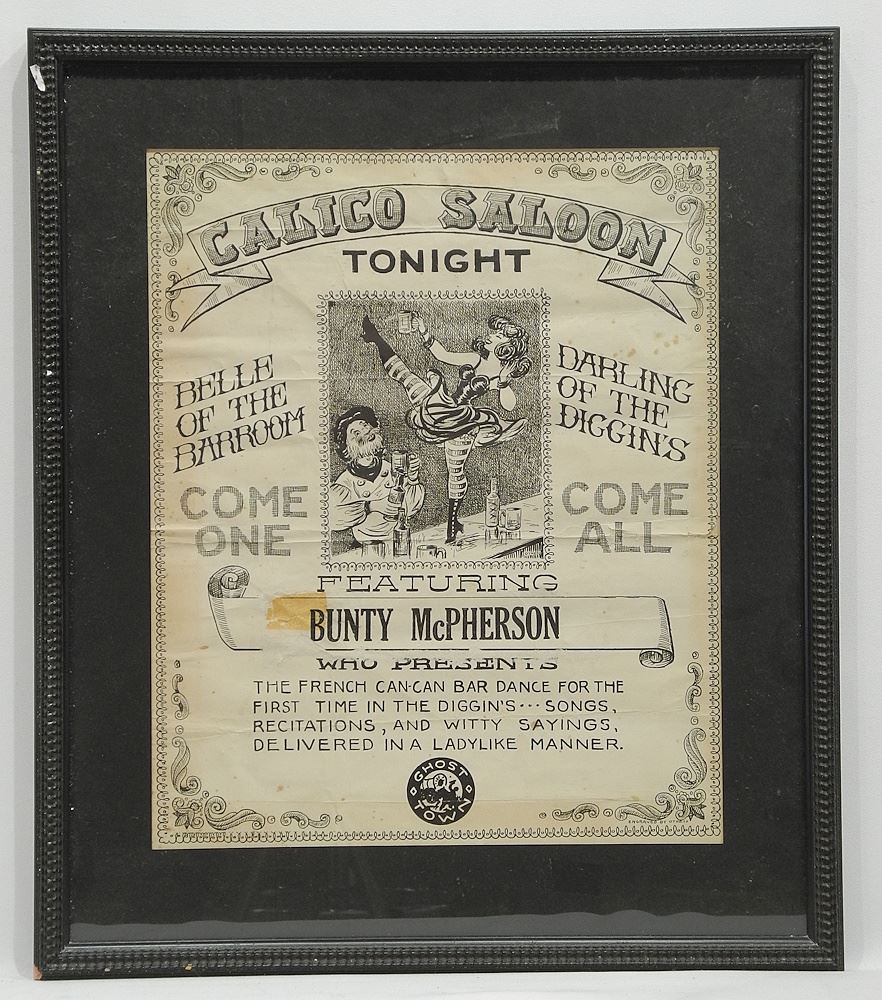 CALICO SALOON
TONIGHT
BELLE
OF THE
BARROOM
DARLING
OF THE
DIGGIN'S
COME
ONE
COME
ALL
FEATURING
BUNTY McPHERSON
WHO PRESENTS
THE FRENCH CAN-CAN BAR DANCE FOR THE
FIRST TIME IN THE DIGGIN'S... SONGS,
RECITATIONS, AND WITTY SAYINGS,
DELIVERED IN A LADYLIKE MANNER.
GHOST
TOWN
ENGRAVED BY